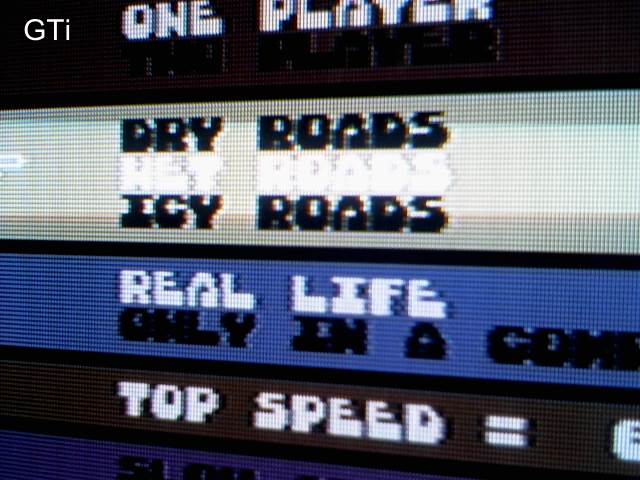 GTi
ONE PLAYER
TWO PLAYER
DRY ROADS
WET ROADS
ICY ROADS
REAL LIFE
ONLY IN A
TOP SPEED =